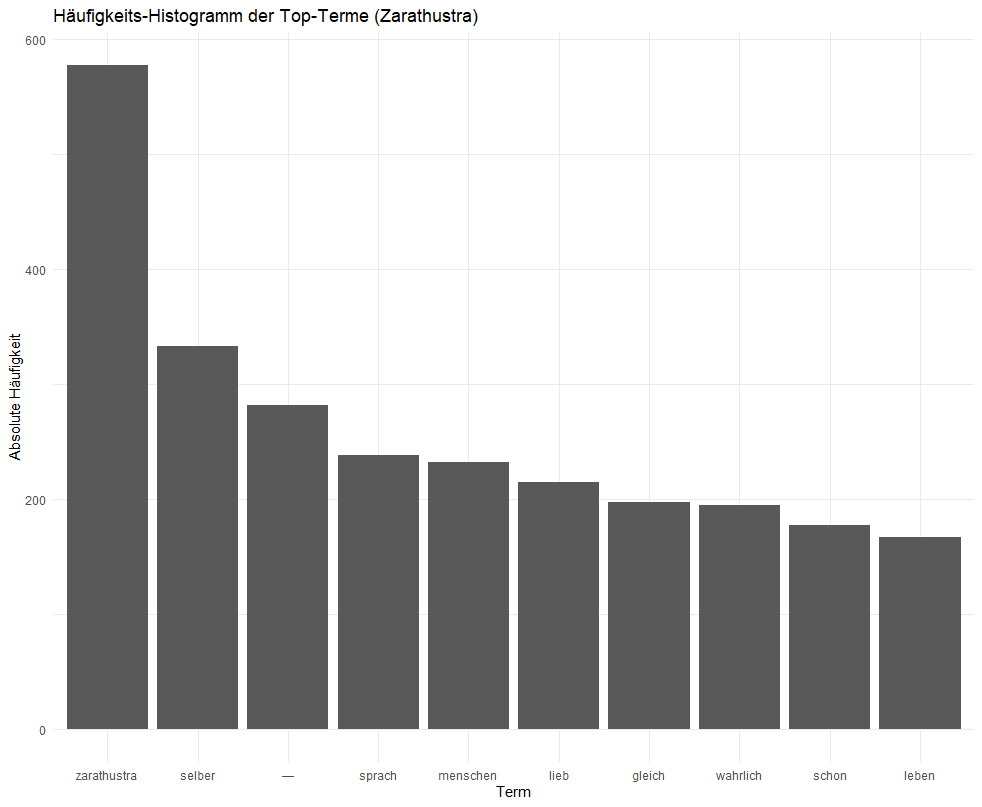 Häufigkeits-Histogramm der Top-Terme (Zarathustra)
Absolute Häufigkeit
600
400
200
0
zarathustra selber — sprach menschen lieb gleich wahrlich schon leben
Term